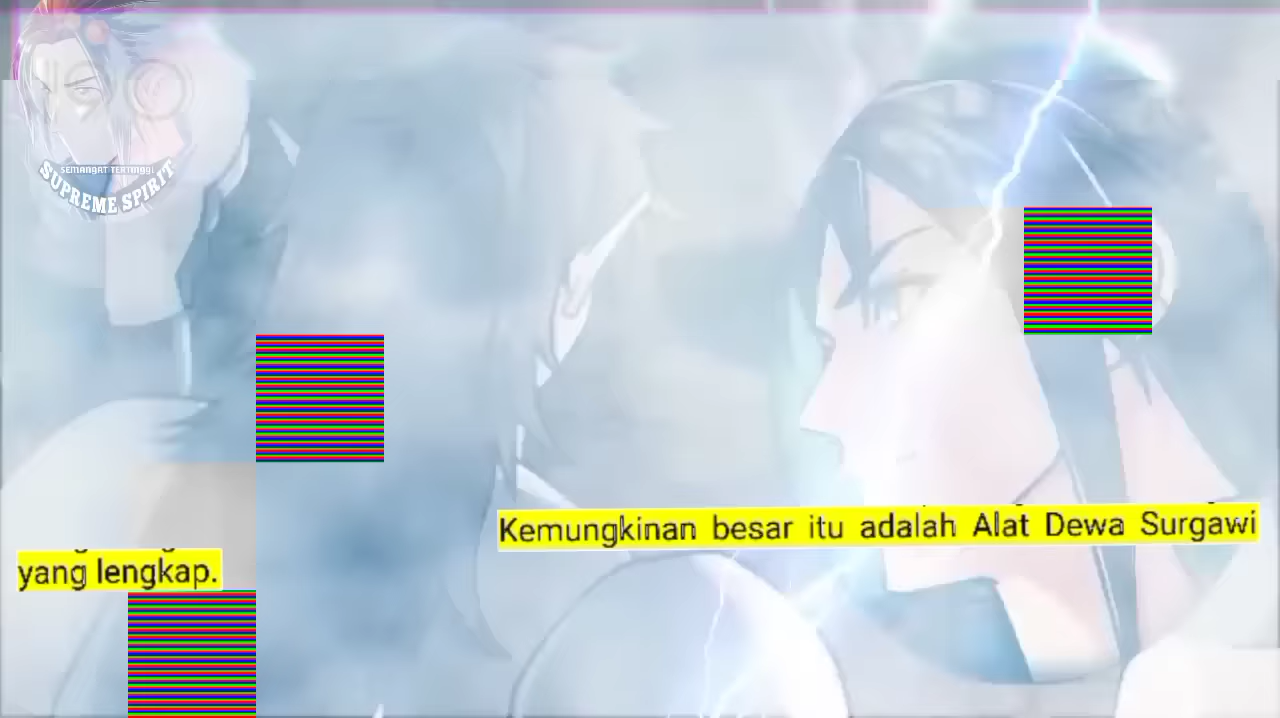 SEMANGAT TERTINGGI
SUPREME SPIRIT
Kemungkinan besar itu adalah Alat Dewa Surgawi
yang lengkap.